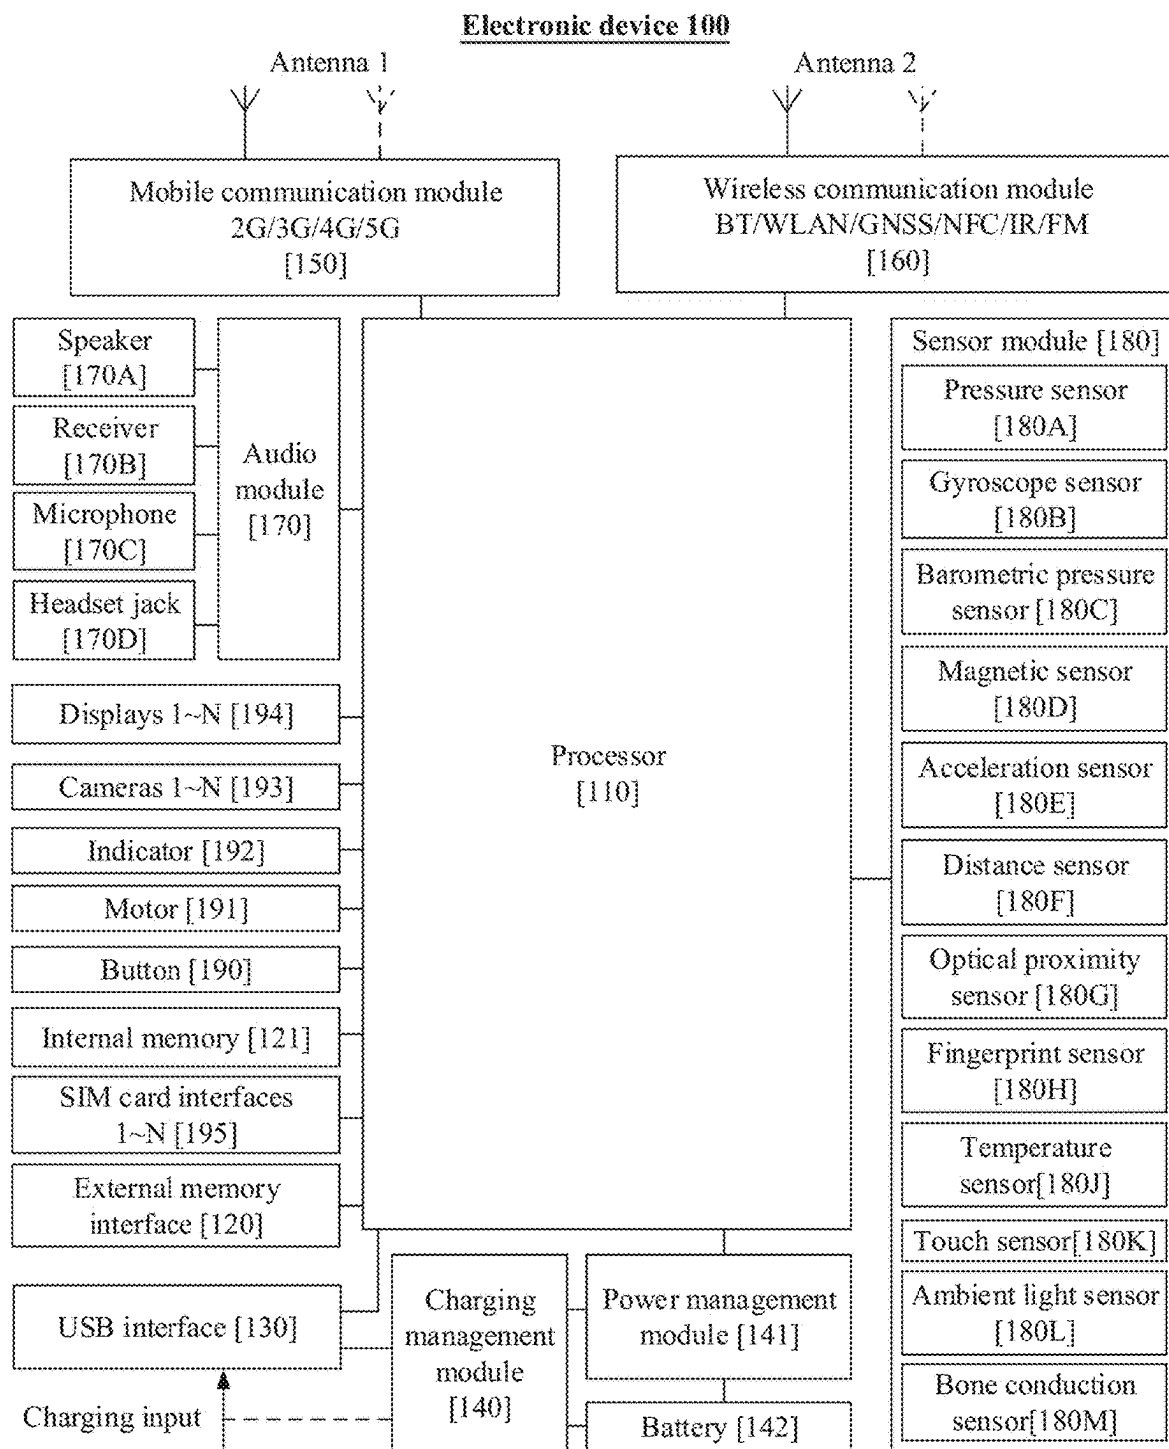 Electronic device 100
Antenna 1
Antenna 2
Mobile communication module
2G/3G/4G/5G
[150]
Wireless communication module
BT/WLAN/GNSS/NFC/IR/FM
[160]
Speaker
[170A]
Receiver
[170B]
Microphone
[170C]
Headset jack
[170D]
Audio
module
[170]
Displays 1~N [194]
Cameras 1~N [193]
Indicator [192]
Motor [191]
Button [190]
Internal memory [121]
SIM card interfaces
1~N [195]
External memory
interface [120]
USB interface [130]
Charging input
Processor
[110]
Charging
management
module
[140]
Power management
module [141]
Battery [142]
Sensor module [180]
Pressure sensor
[180A]
Gyroscope sensor
[180B]
Barometric pressure
sensor [180C]
Magnetic sensor
[180D]
Acceleration sensor
[180E]
Distance sensor
[180F]
Optical proximity
sensor [180G]
Fingerprint sensor
[180H]
Temperature
sensor[180J]
Touch sensor[180K]
Ambient light sensor
[180L]
Bone conduction
sensor[180M]